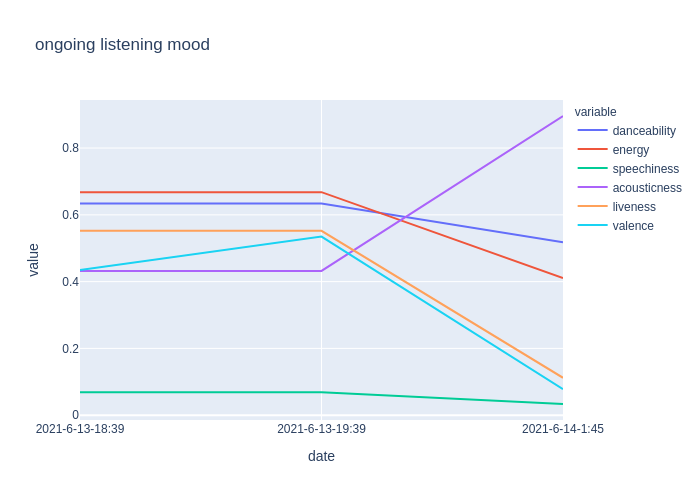 ongoing listening mood
variable
danceability
energy
speechiness
acousticness
liveness
valence
value
0.8
0.6
0.4
0.2
0
2021-6-13-18:39
2021-6-13-19:39
2021-6-14-1:45
date